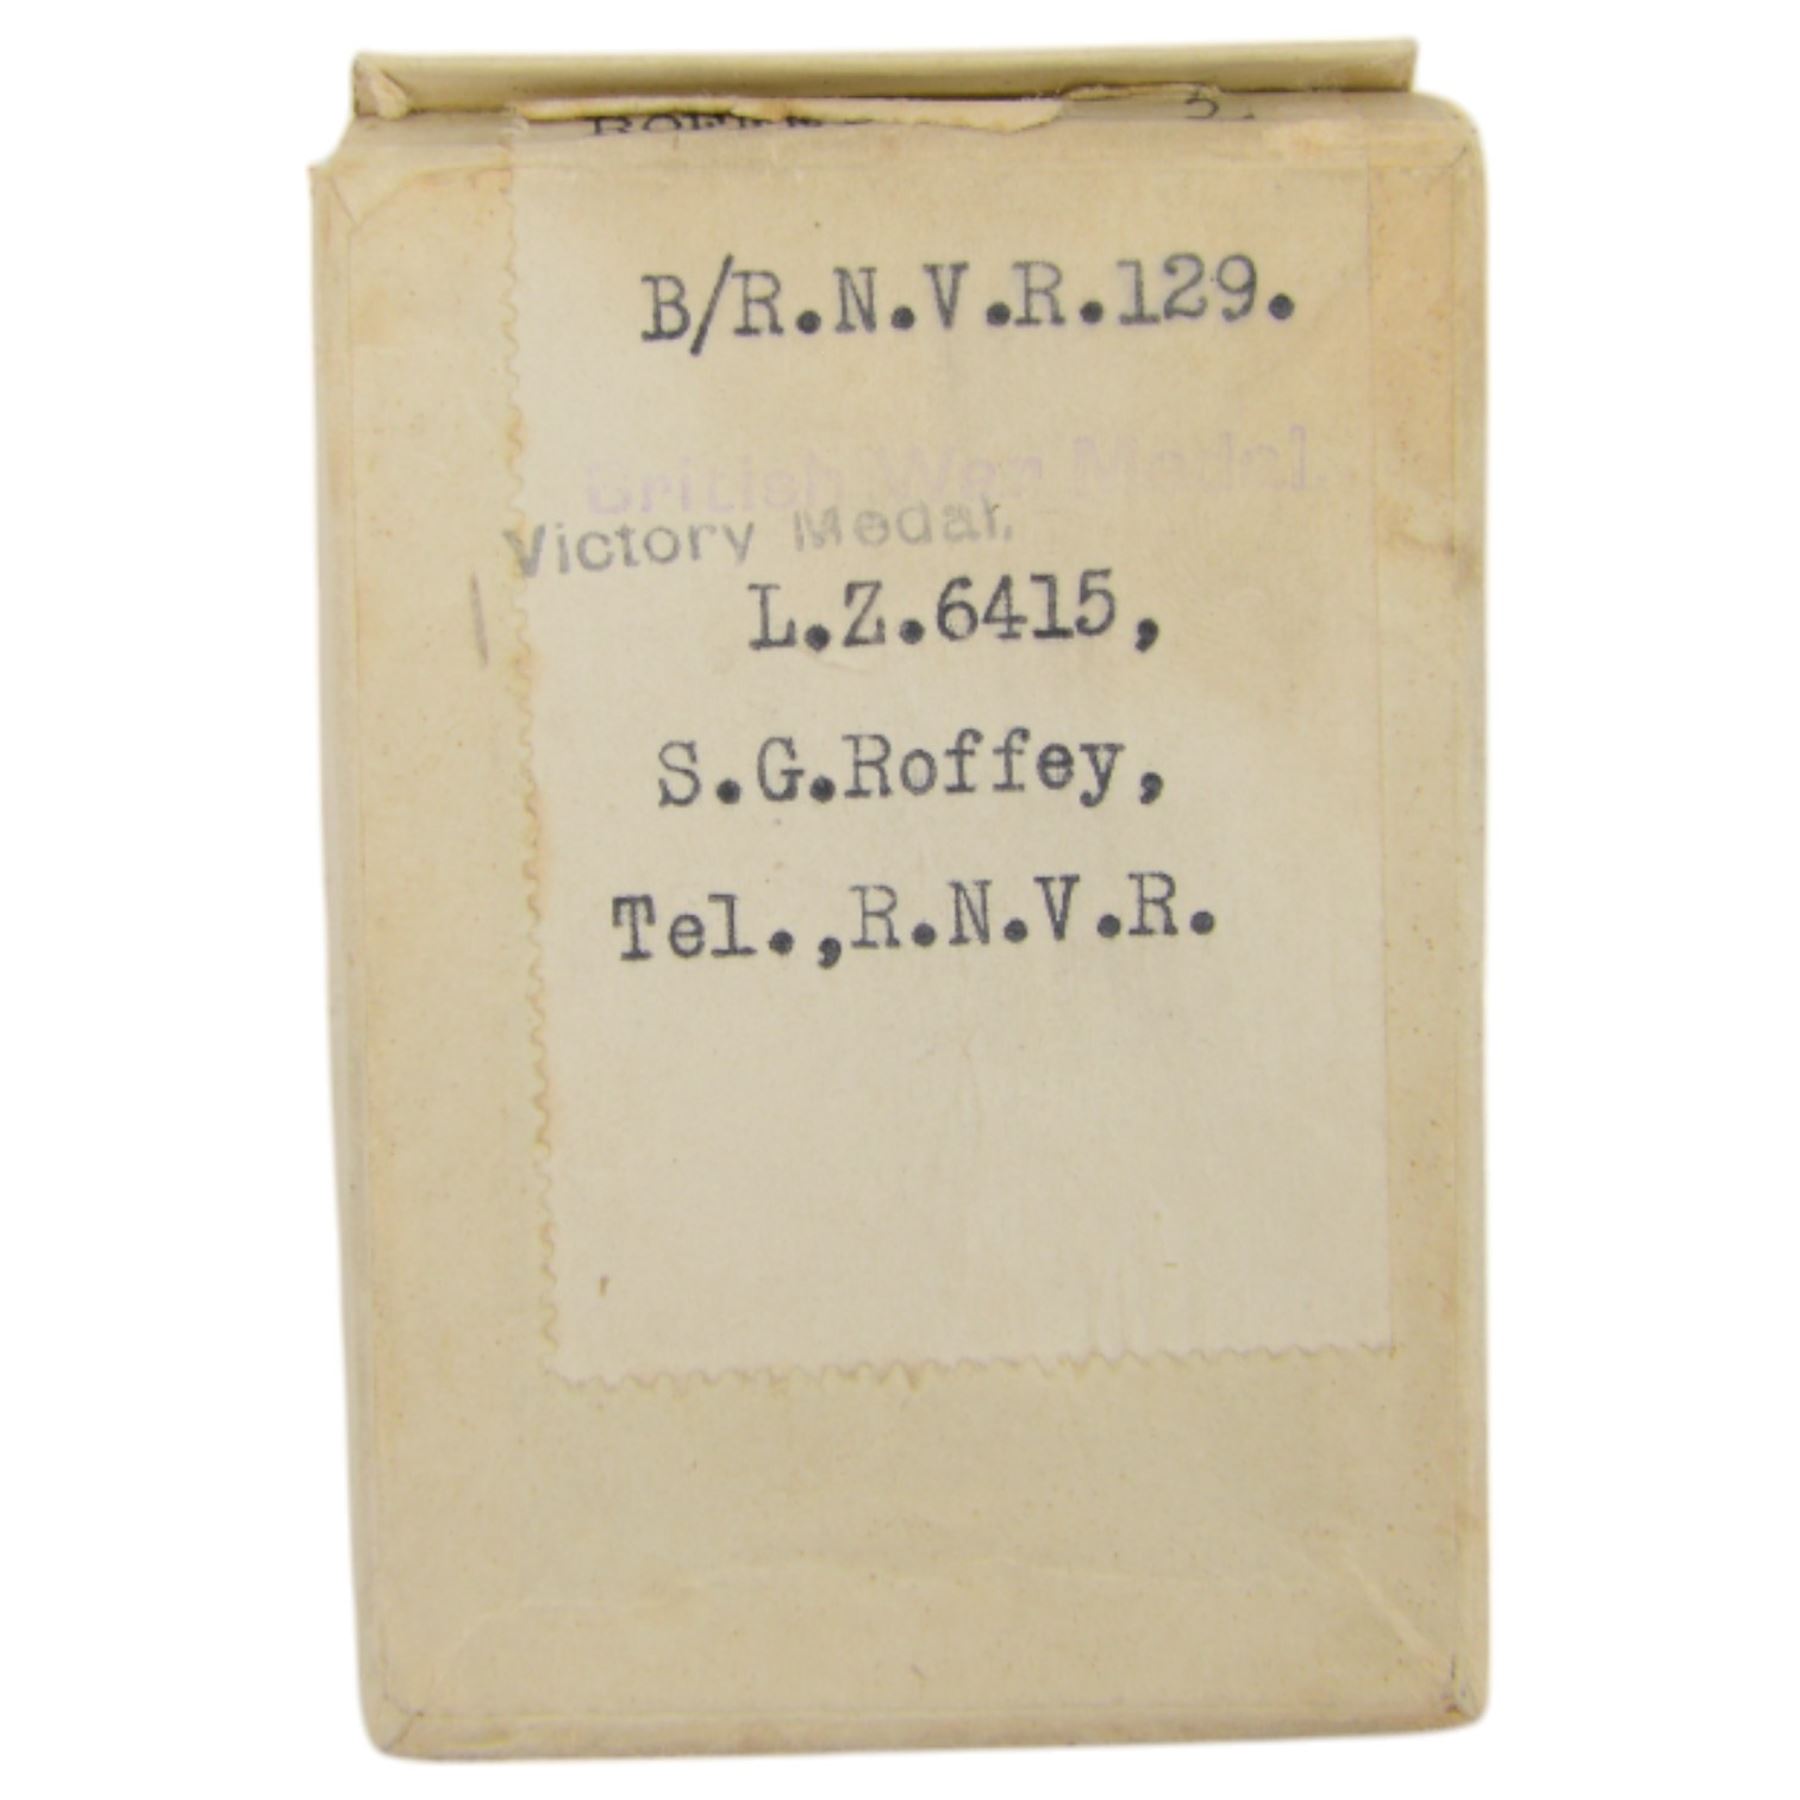 B/R.N.V.R.129.
British War Medal.
Victory Medal.
L.Z.6415,
S.G.Roffey,
Tel.,R.N.V.R.